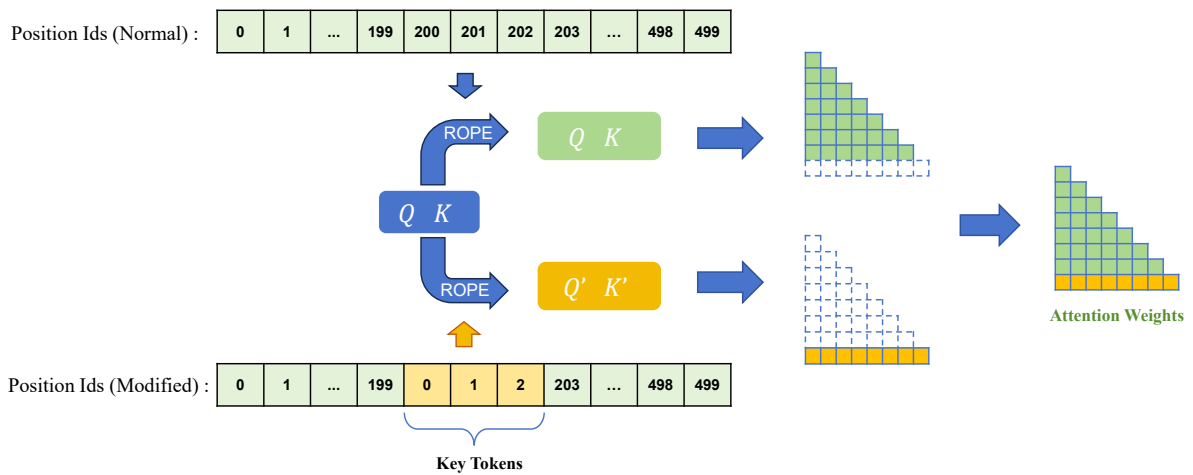 Position Ids (Normal) : 0 1 ... 199 200 201 202 203 ... 498 499
ROPE
Q K
Q K
ROPE
Q' K'
Attention Weights
Position Ids (Modified) : 0 1 ... 199 0 1 2 203 ... 498 499
Key Tokens